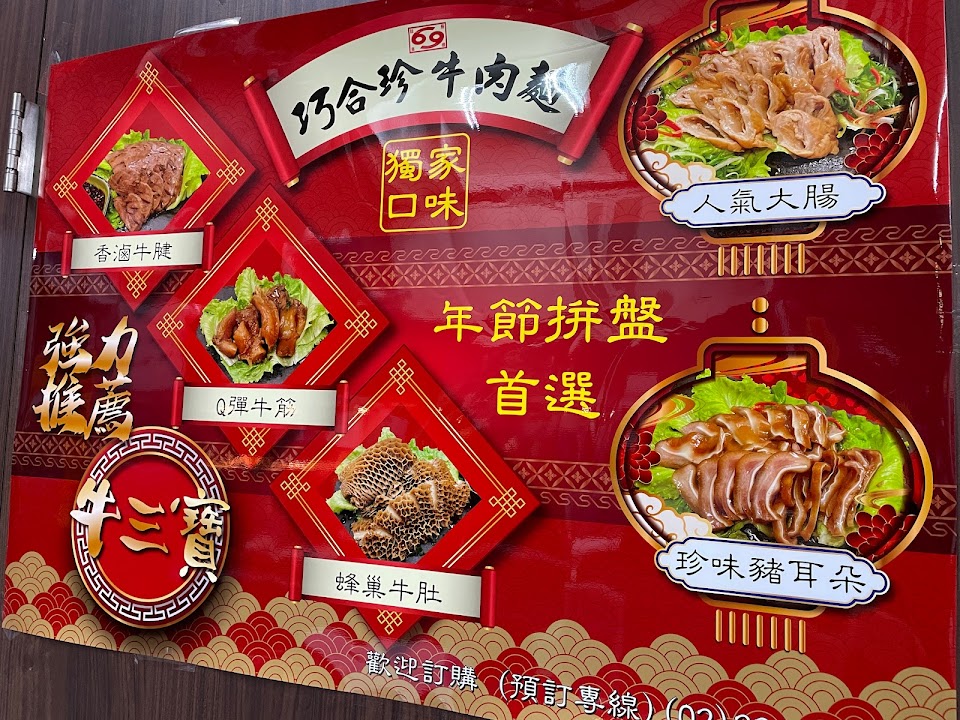 巧合珍牛肉麵
獨家
口味
人氣大腸
香滷牛腱
年節拼盤
首選
強力
推薦
Q彈牛筋
牛三寶
蜂巢牛肚
珍味豬耳朵
歡迎訂購 (預訂專線) (02)